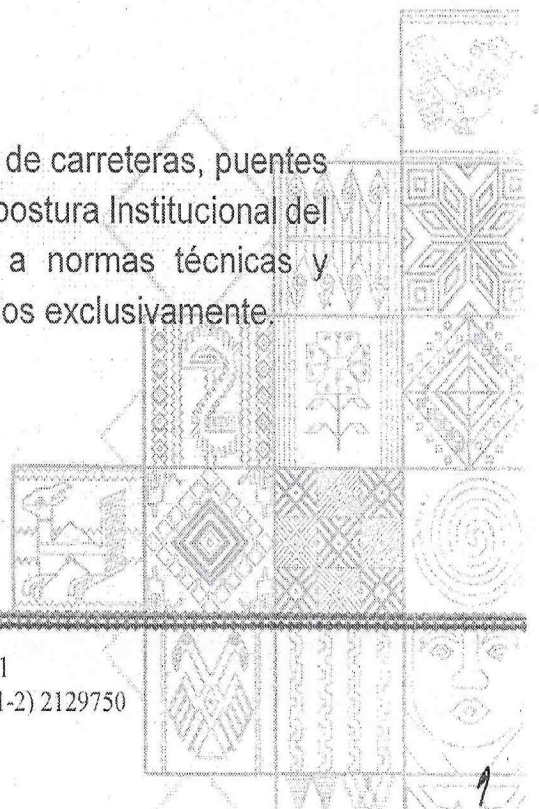 de carreteras, puentes
postura Institucional del
a normas técnicas y
os exclusivamente.
1
1-2) 2129750